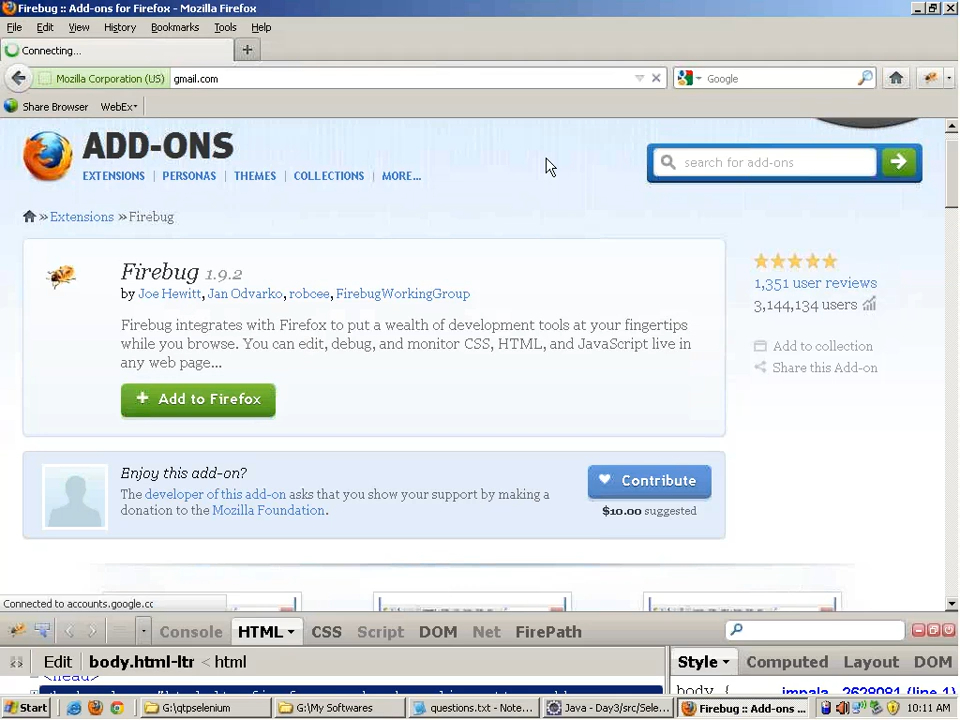 Firebug :: Add-ons for Firefox - Mozilla Firefox
File Edit View History Bookmarks Tools Help
Connecting...
Mozilla Corporation (US) gmail.com
Google
Share Browser WebEx
ADD-ONS
EXTENSIONS | PERSONAS | THEMES | COLLECTIONS | MORE...
search for add-ons
» Extensions » Firebug
Firebug 1.9.2
by Joe Hewitt, Jan Odvarko, robcee, FirebugWorkingGroup
Firebug integrates with Firefox to put a wealth of development tools at your fingertips
while you browse. You can edit, debug, and monitor CSS, HTML, and JavaScript live in
any web page...
+ Add to Firefox
1,351 user reviews
3,144,134 users
Add to collection
Share this Add-on
Enjoy this add-on?
The developer of this add-on asks that you show your support by making a
donation to the Mozilla Foundation.
Contribute
$10.00 suggested
Connected to accounts.google.cc
Console HTML CSS Script DOM Net FirePath
Edit body.html-ltr < html
Style Computed Layout DOM
<head>
body { impala...2628081 (line 1)
Start G:\qtpselenium G:\My Softwares questions.txt - Note... Java - Day3/src/Sele... Firebug :: Add-ons ... 10:11 AM